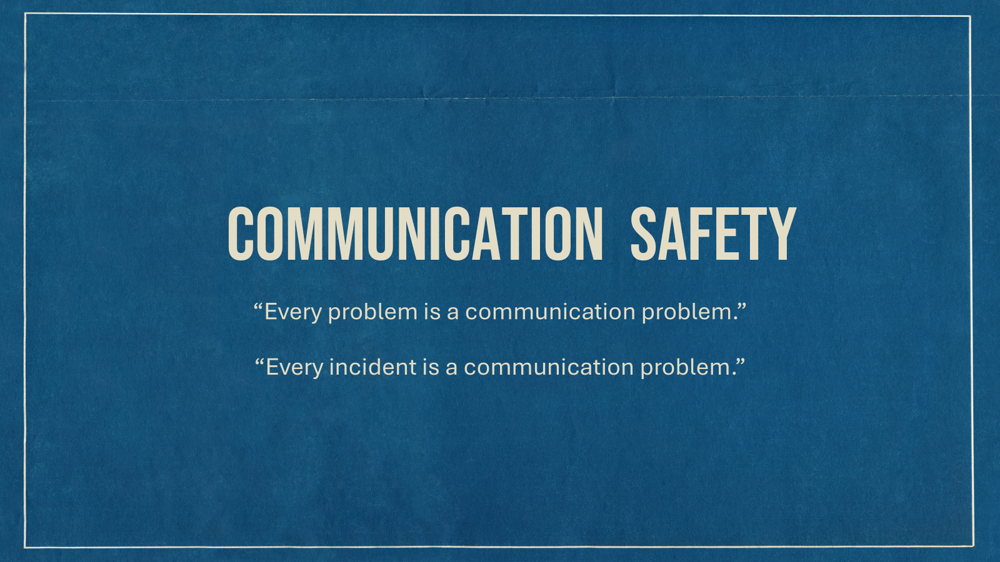 COMMUNICATION SAFETY
“Every problem is a communication problem.”
“Every incident is a communication problem.”